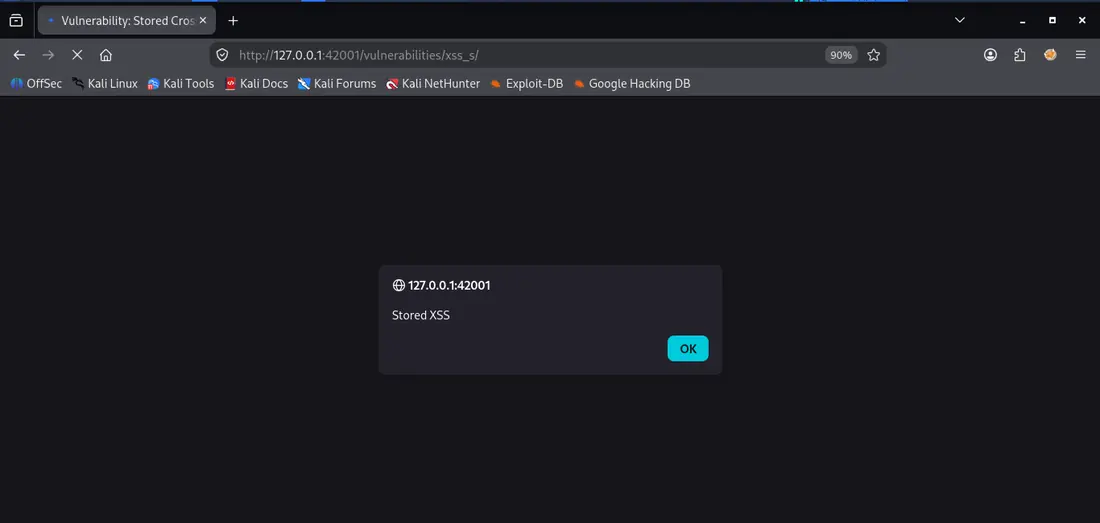 Vulnerability: Stored Cros
http://127.0.0.1:42001/vulnerabilities/xss_s/ 90%
OffSec Kali Linux Kali Tools Kali Docs Kali Forums Kali NetHunter Exploit-DB Google Hacking DB
127.0.0.1:42001
Stored XSS
OK